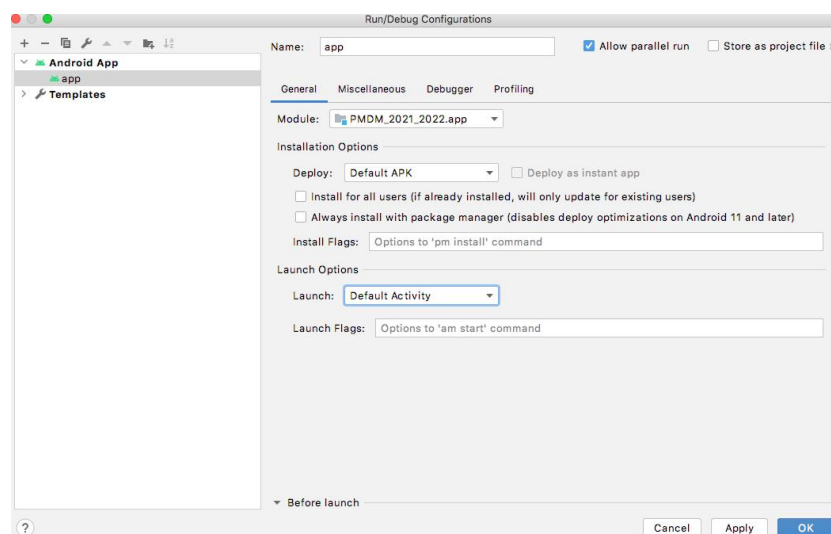 Run/Debug Configurations
Name: app
Allow parallel run
Store as project file
Android App
app
Templates
General Miscellaneous Debugger Profiling
Module: PMDM_2021_2022.app
Installation Options
Deploy: Default APK
Deploy as instant app
Install for all users (if already installed, will only update for existing users)
Always install with package manager (disables deploy optimizations on Android 11 and later)
Install Flags: Options to 'pm install' command
Launch Options
Launch: Default Activity
Launch Flags: Options to 'am start' command
Before launch
?
Cancel Apply OK